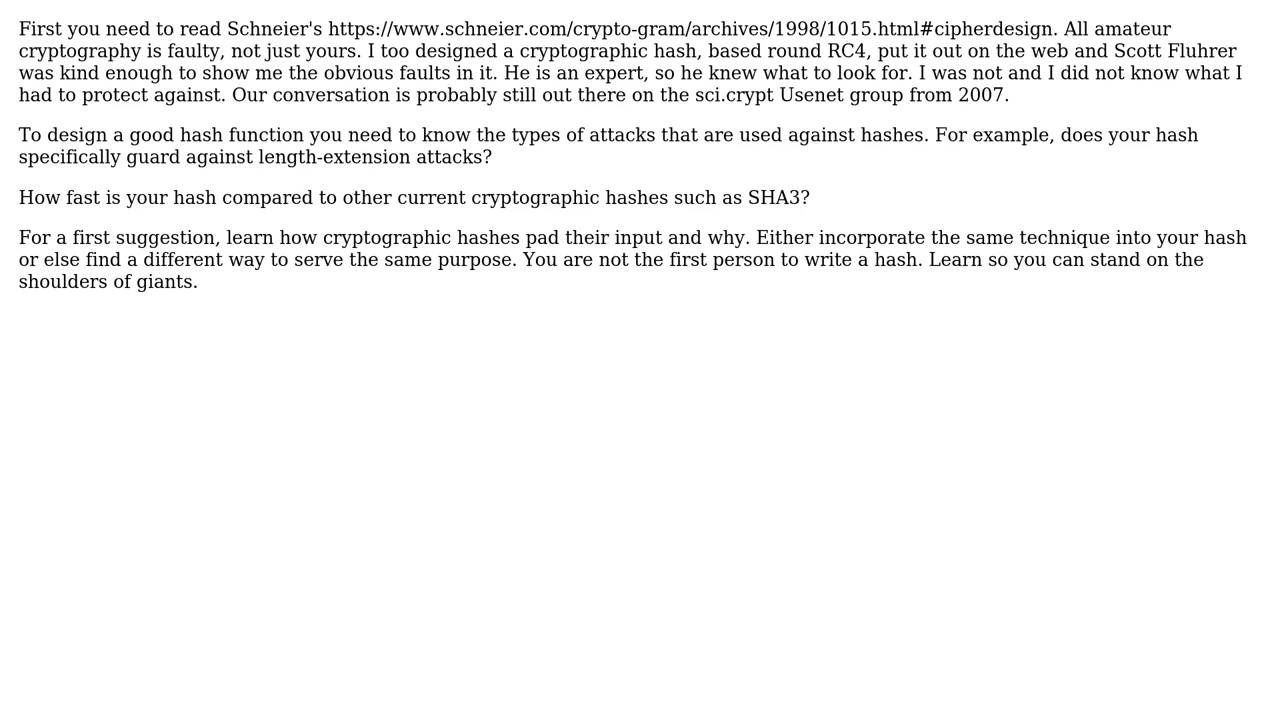 First you need to read Schneier's https://www.schneier.com/crypto-gram/archives/1998/1015.html#cipherdesign. All amateur
cryptography is faulty, not just yours. I too designed a cryptographic hash, based round RC4, put it out on the web and Scott Fluhrer
was kind enough to show me the obvious faults in it. He is an expert, so he knew what to look for. I was not and I did not know what I
had to protect against. Our conversation is probably still out there on the sci.crypt Usenet group from 2007.
To design a good hash function you need to know the types of attacks that are used against hashes. For example, does your hash
specifically guard against length-extension attacks?
How fast is your hash compared to other current cryptographic hashes such as SHA3?
For a first suggestion, learn how cryptographic hashes pad their input and why. Either incorporate the same technique into your hash
or else find a different way to serve the same purpose. You are not the first person to write a hash. Learn so you can stand on the
shoulders of giants.